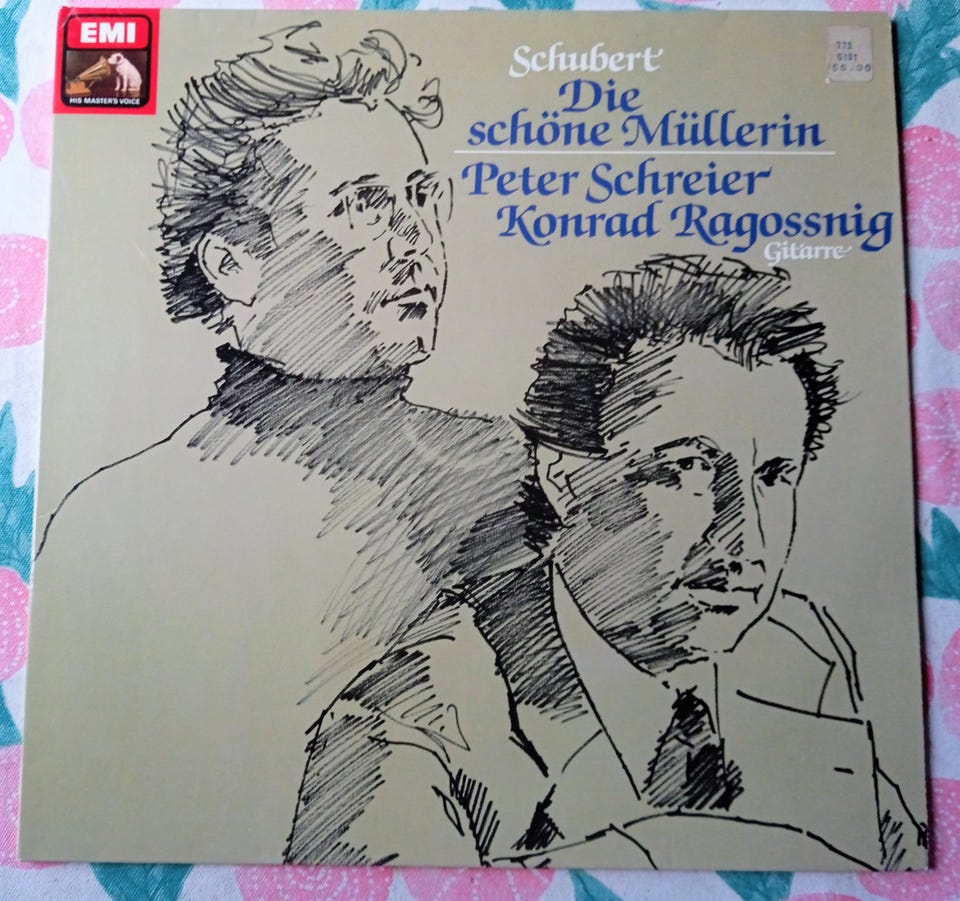 EMI
HIS MASTER'S VOICE
Schubert
Die
schöne Müllerin
Peter Schreier
Konrad Ragossnig
Gitarre